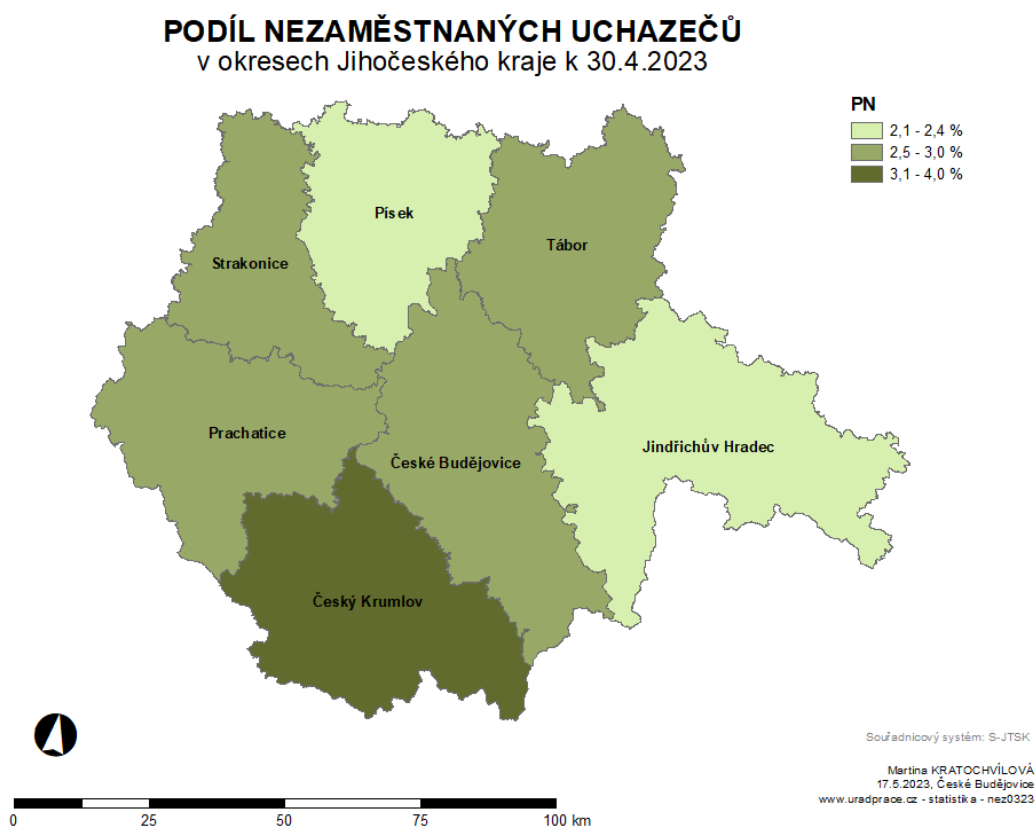 PODÍL NEZAMĚSTNANÝCH UCHAZEČŮ
v okresech Jihočeského kraje k 30.4.2023
PN
2,1 - 2,4 %
2,5 - 3,0 %
3,1 - 4,0 %
Písek
Tábor
Strakonice
Prachatice
Jindřichův Hradec
České Budějovice
Český Krumlov
Souřadnicový systém: S-JTSK
Martina KRATOCHVÍLOVÁ
17.5.2023, České Budějovice
www.uradprace.cz - statistika - nez0323
0 25 50 75 100 km